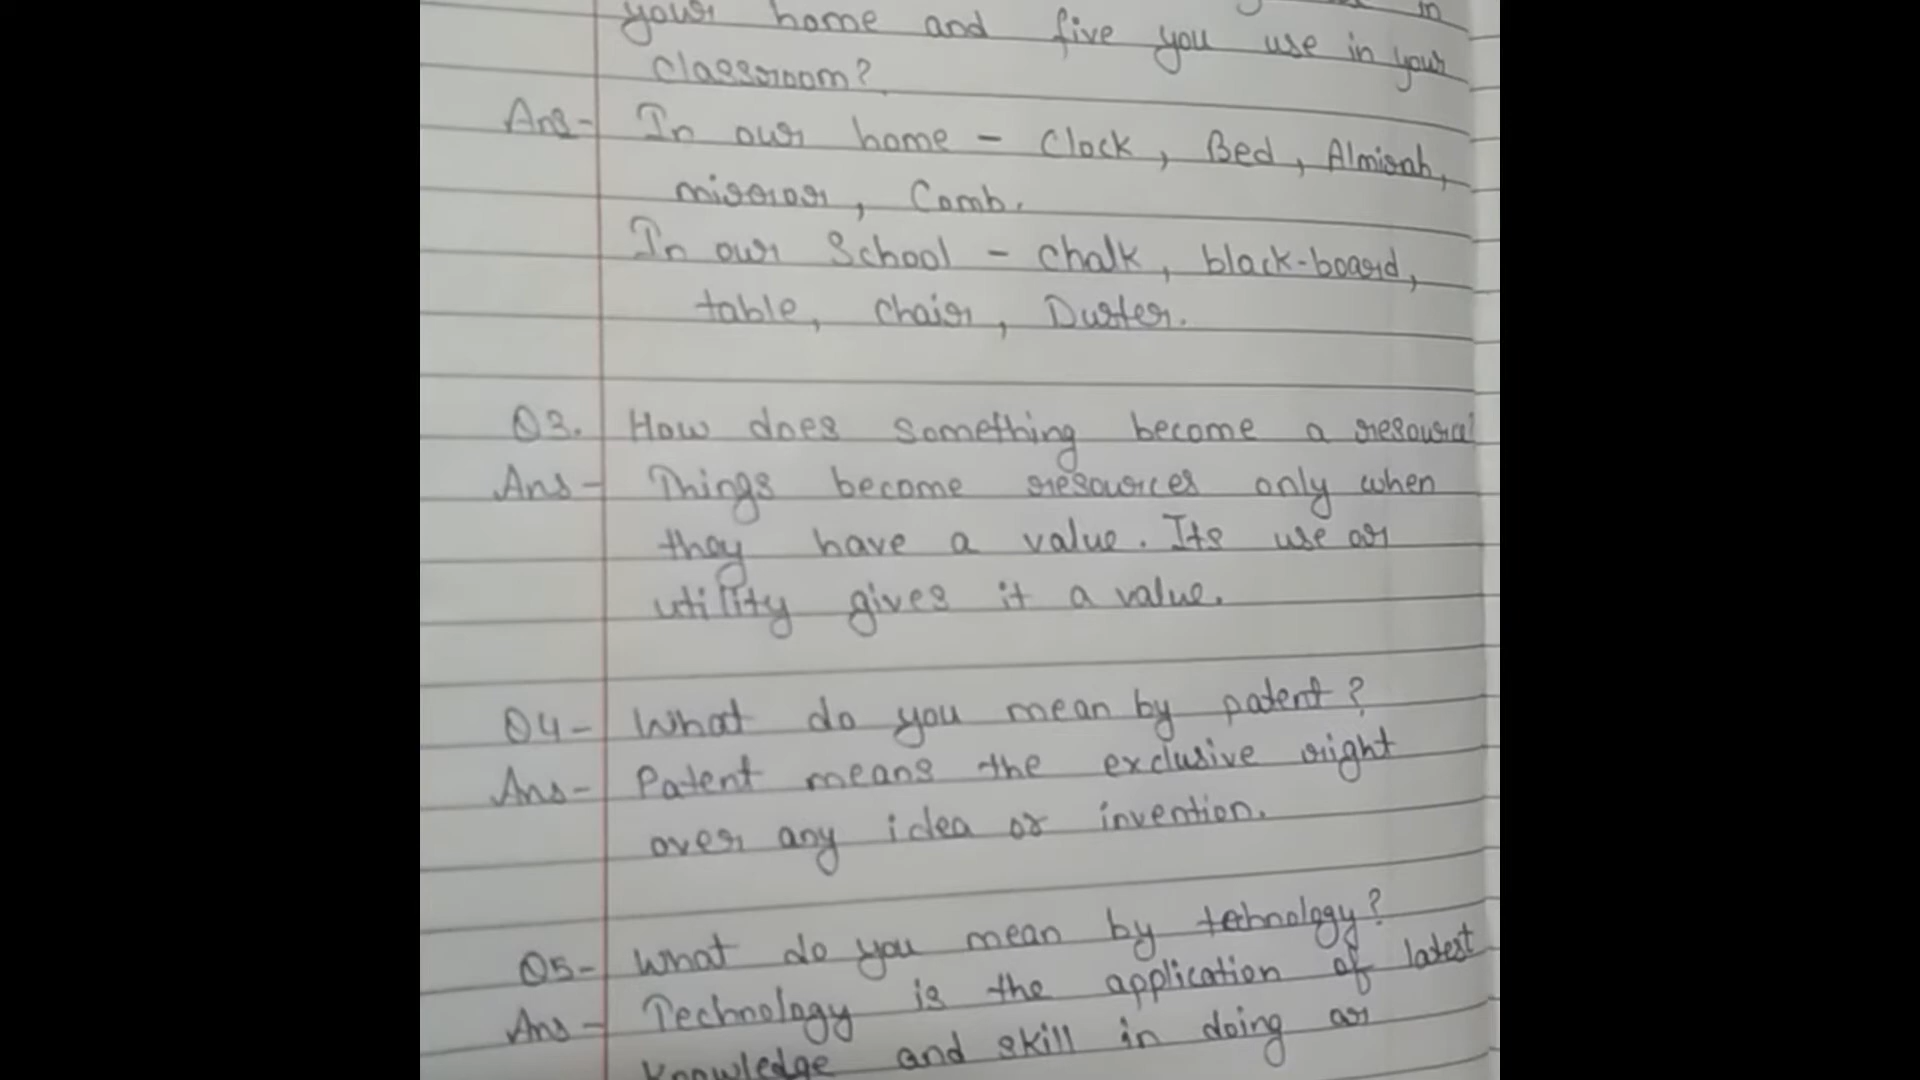 in
your home and five you use in your
classroom?
Ans- In our home - Clock, Bed, Almirah,
mirror, Comb.
In our School - chalk, black-board,
table, chair, Duster.
Q3. How does something become a
Ans- Things become resources only when
they have a value. Its use or
utility gives it a value.
Q4- What do you mean by patent?
Ans- Patent means the exclusive right
over any idea or invention.
Q5- What do you mean by technology?
Ans- Technology is the application of latest
knowledge and skill in doing or